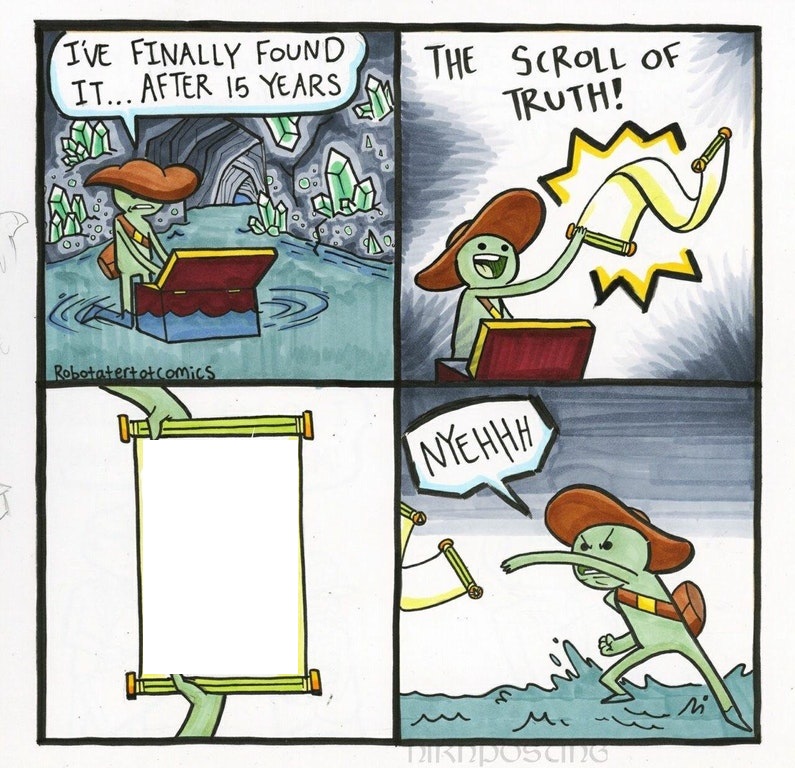 I'VE FINALLY FOUND
IT... AFTER 15 YEARS
THE SCROLL OF
TRUTH!
Robotatertotcomics
NYEHHH